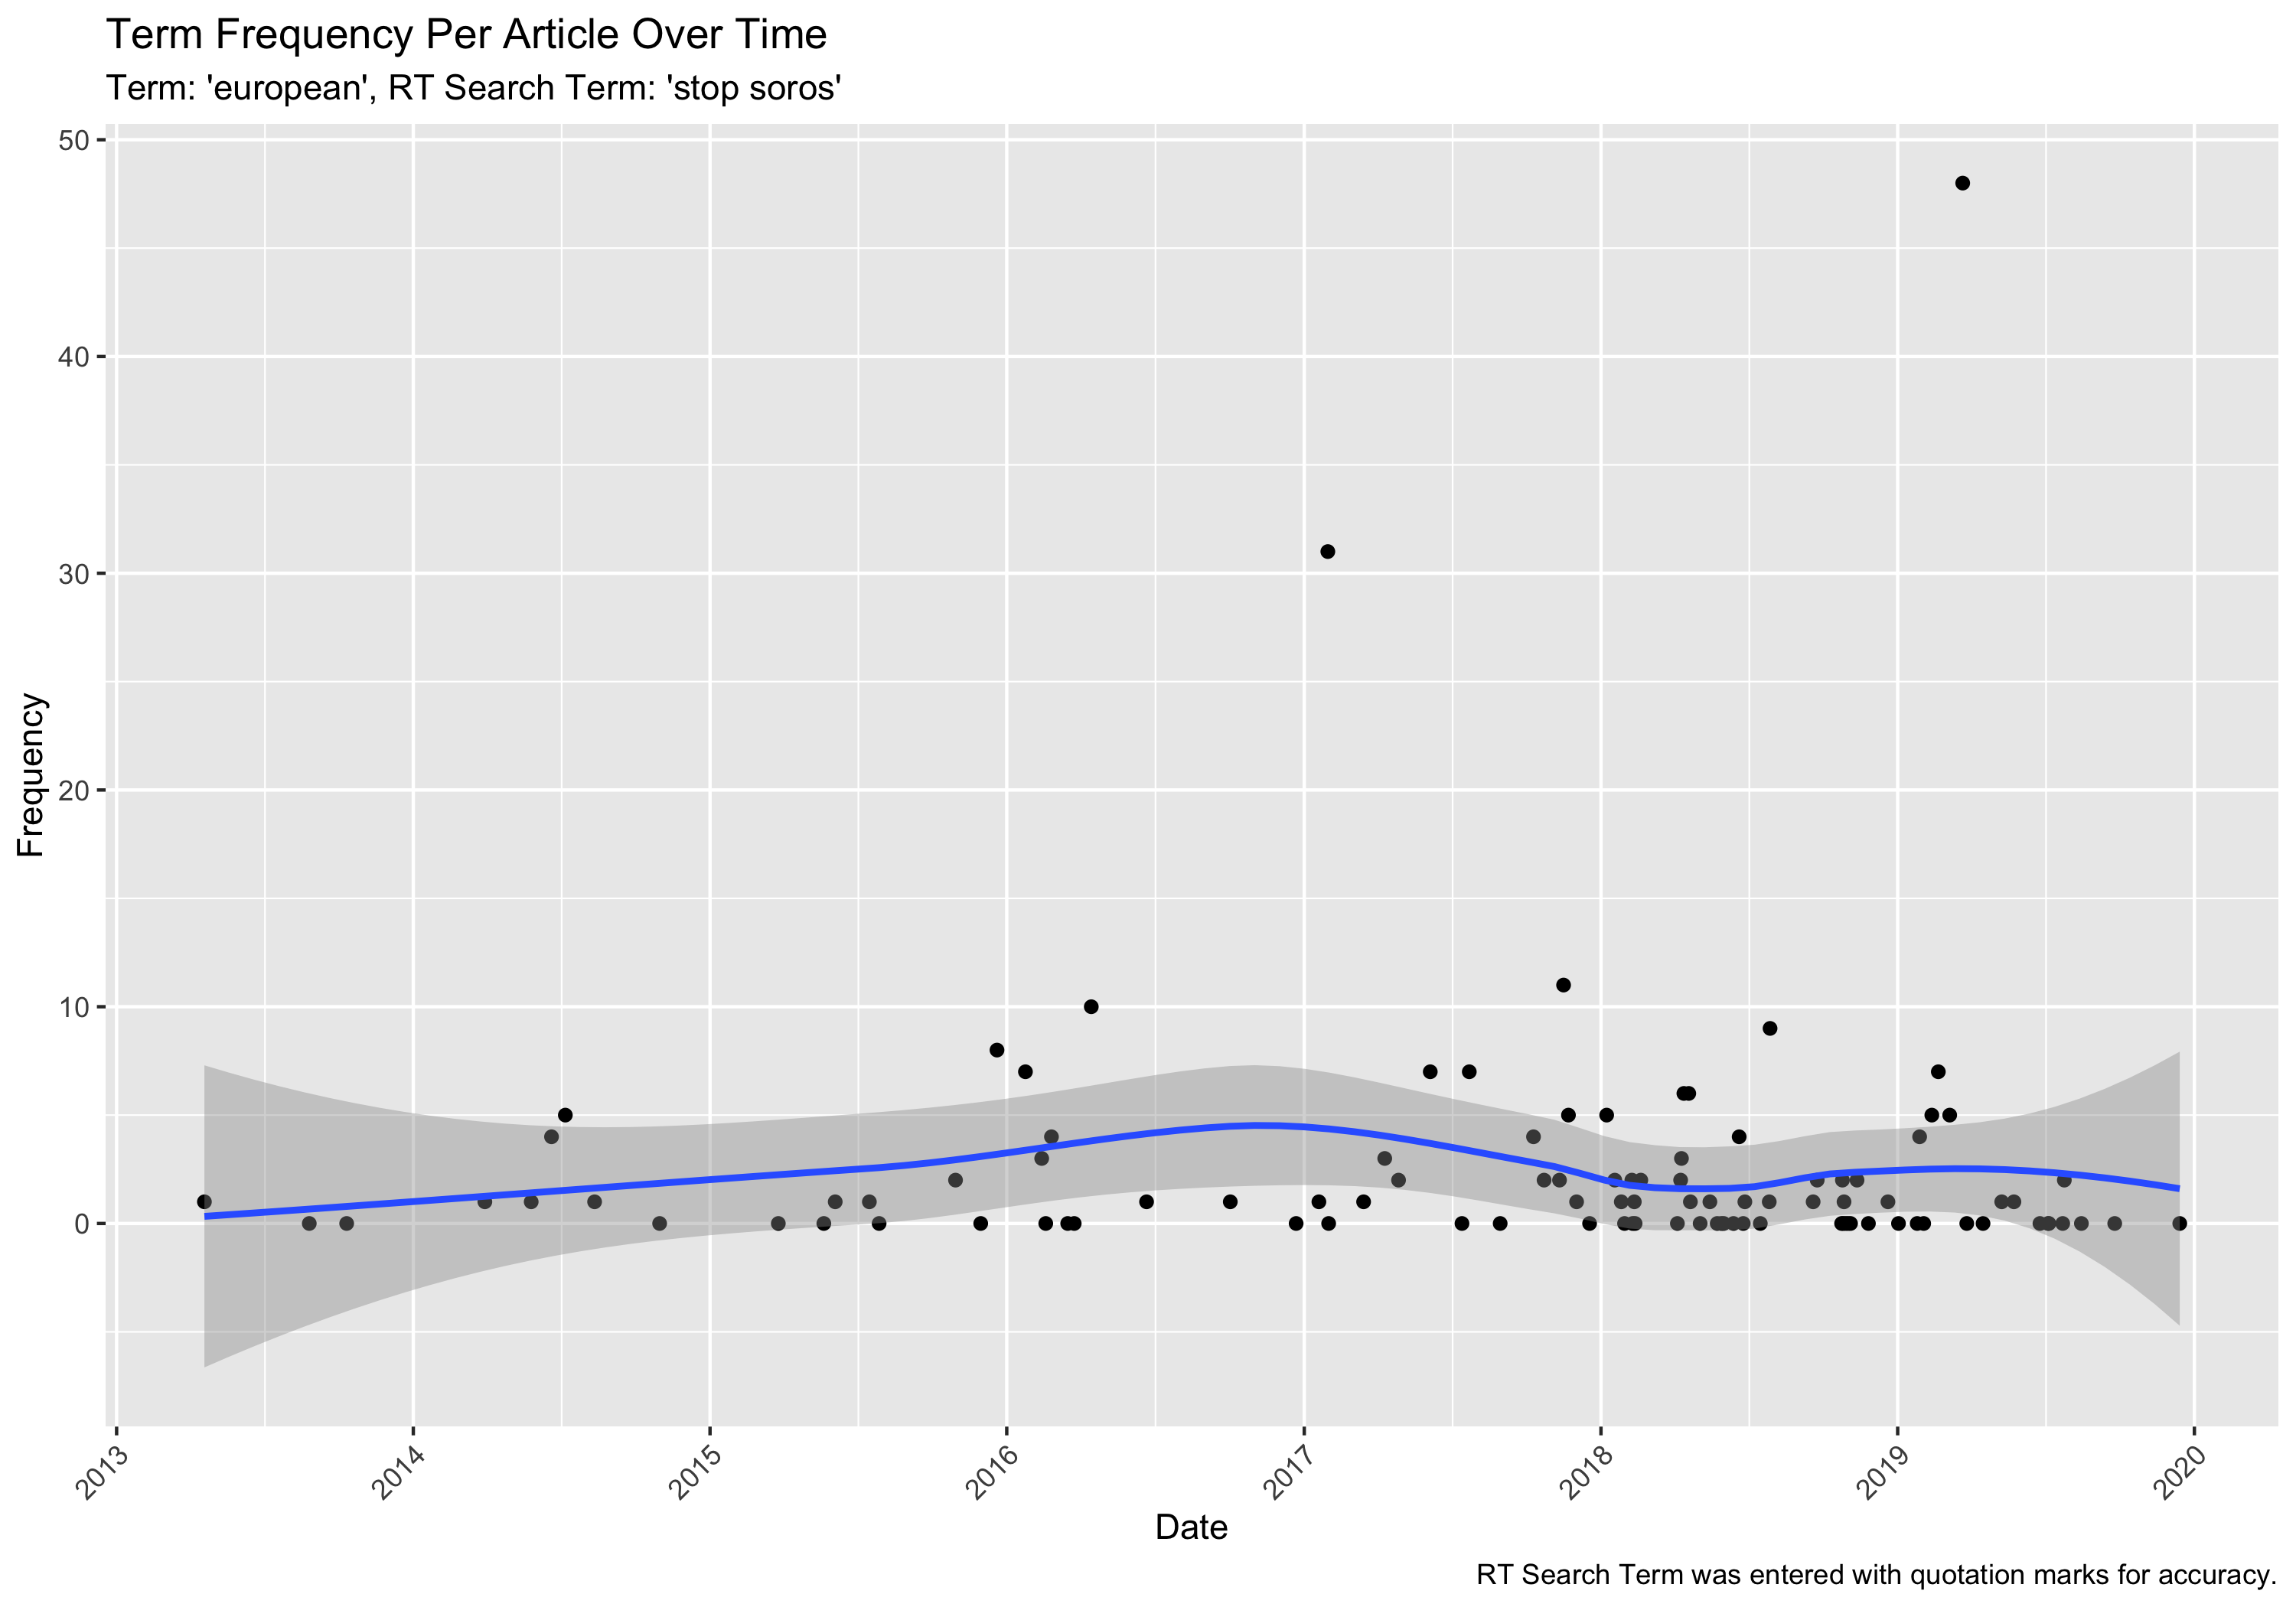 Term Frequency Per Article Over Time
Term: 'european', RT Search Term: 'stop soros'
50
40
30
20
10
0
Frequency
2013
2014
2015
2016
2017
2018
2019
2020
Date
RT Search Term was entered with quotation marks for accuracy.